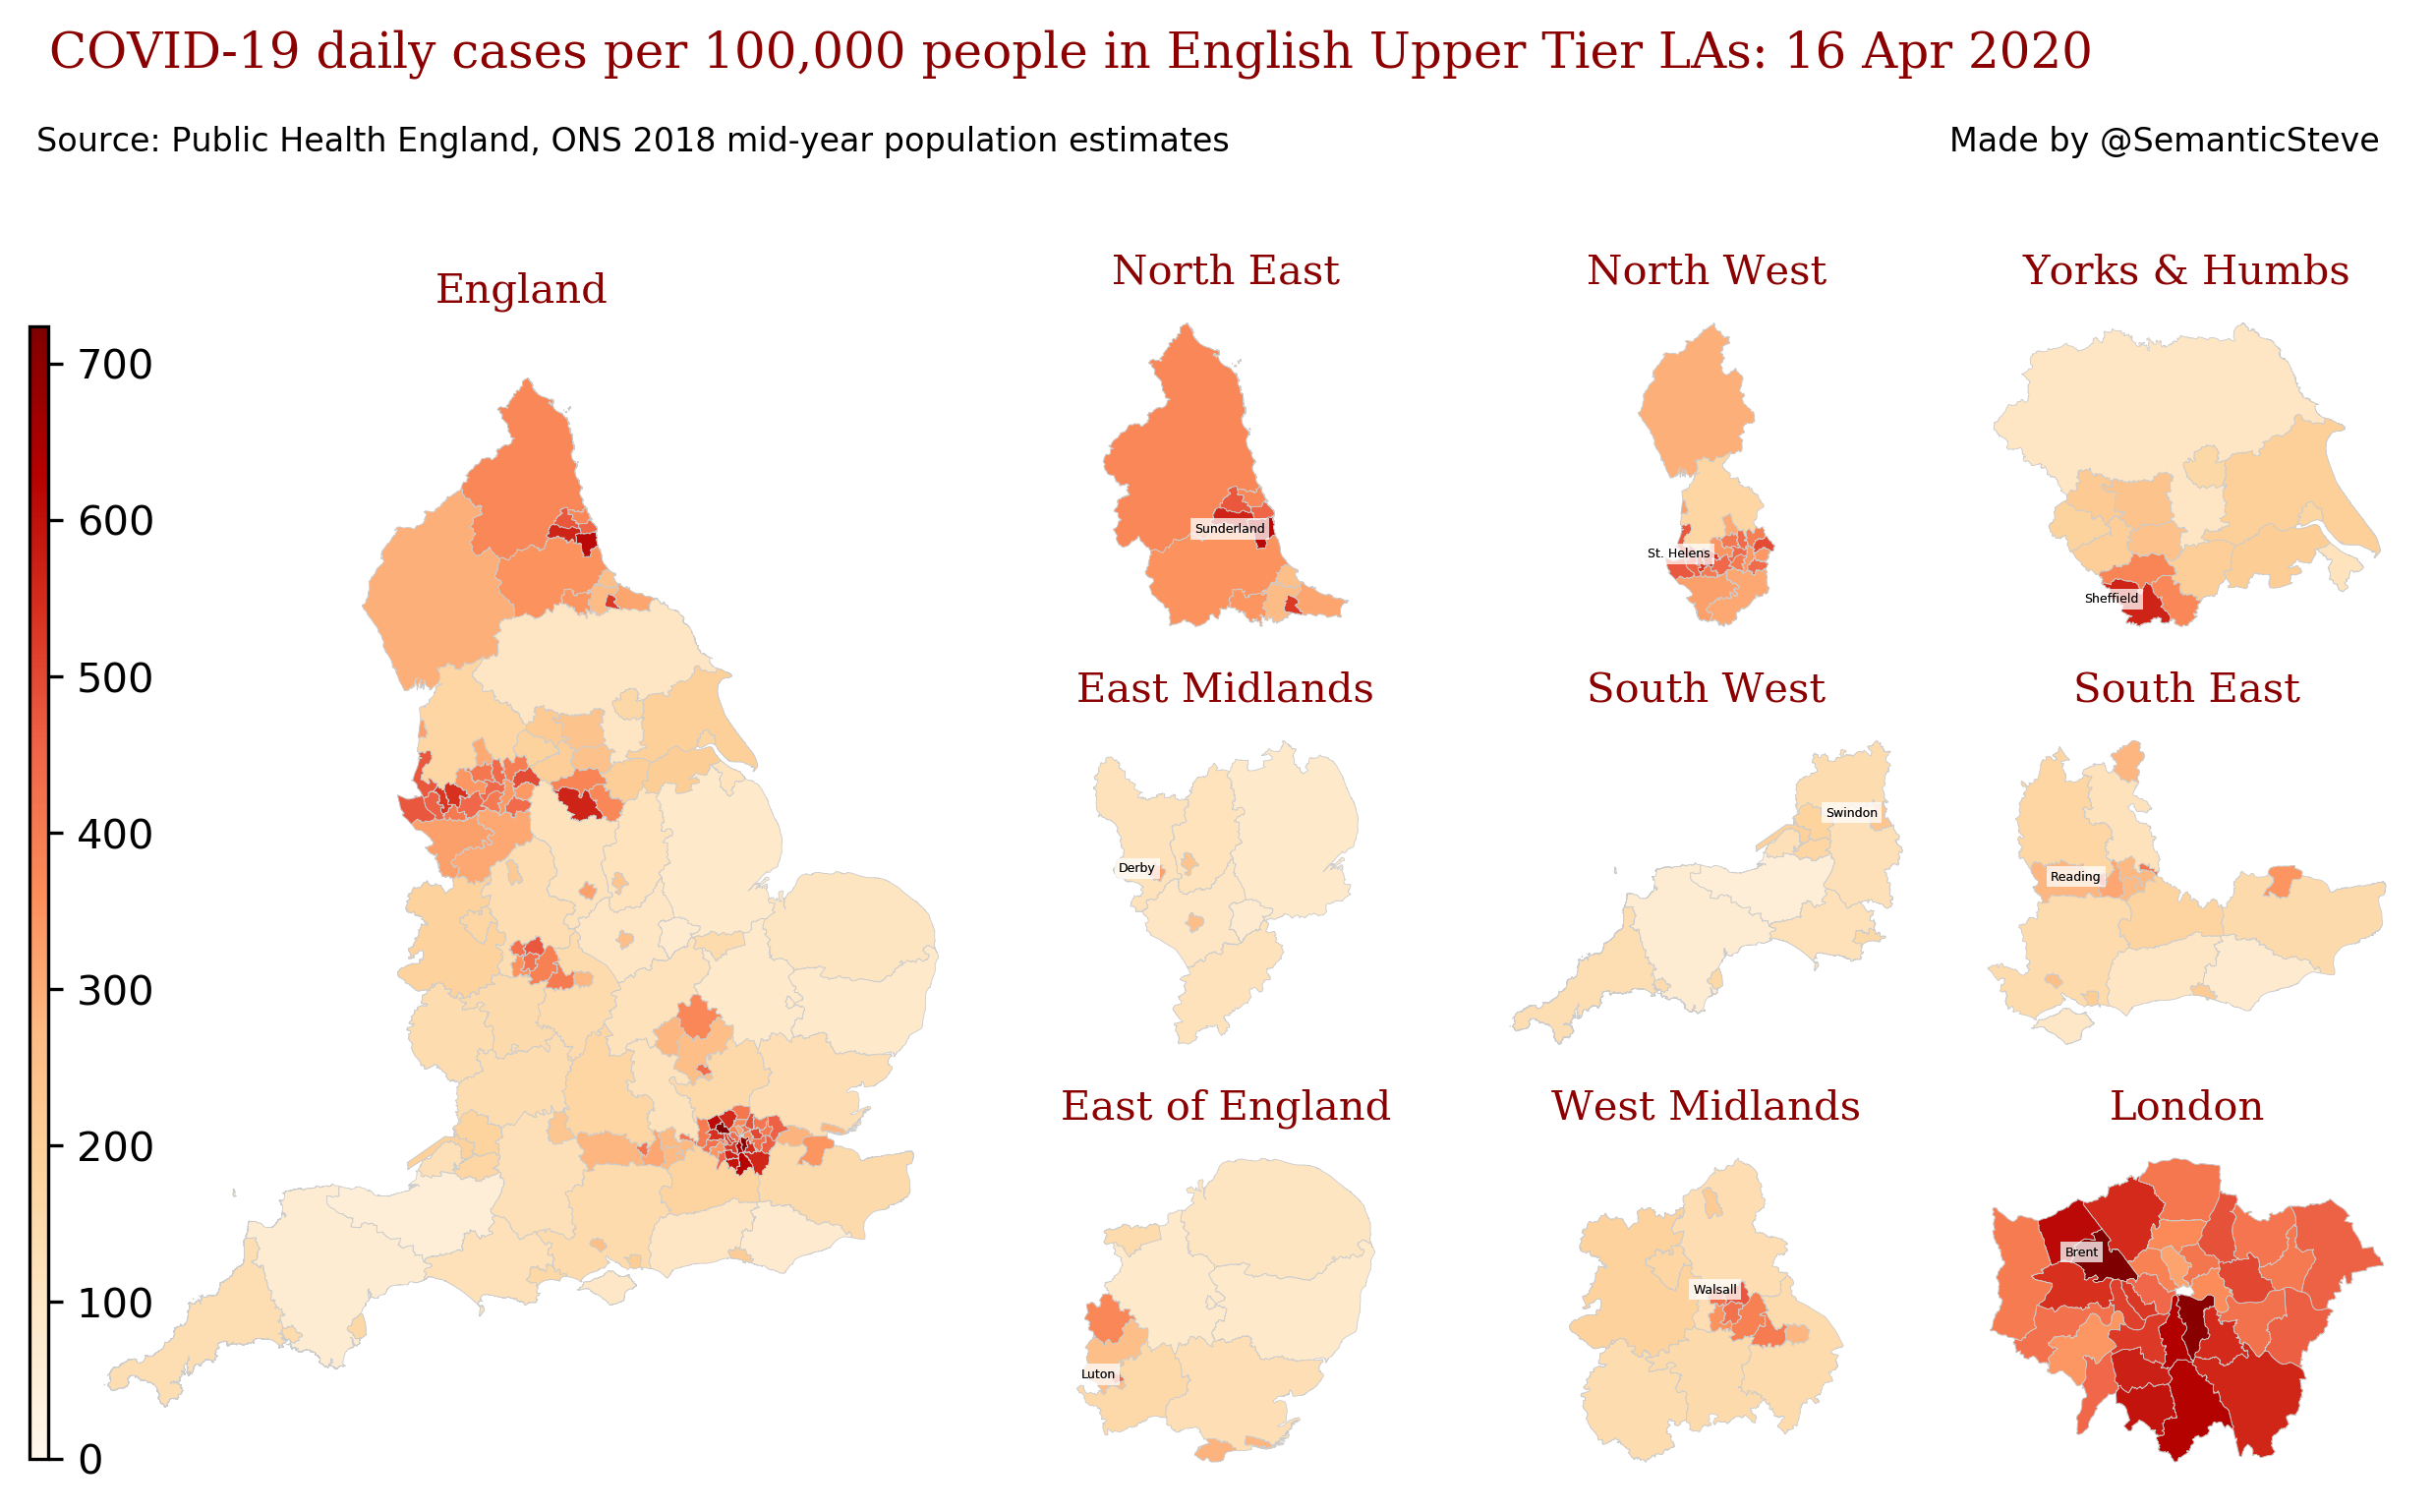 COVID-19 daily cases per 100,000 people in English Upper Tier LAs: 16 Apr 2020
Source: Public Health England, ONS 2018 mid-year population estimates
Made by @SemanticSteve
England
North East
North West
Yorks & Humbs
700
600
500
400
300
200
100
0
Sunderland
St. Helens
Sheffield
East Midlands
South West
South East
Derby
Swindon
Reading
East of England
West Midlands
London
Luton
Walsall
Brent